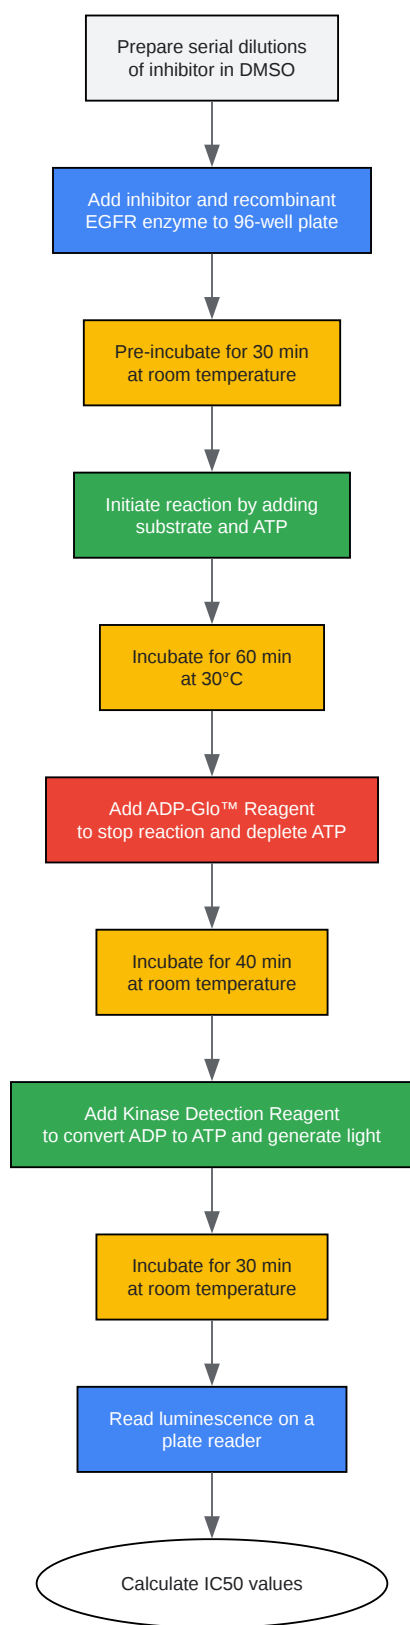 Prepare serial dilutions
of inhibitor in DMSO
Add inhibitor and recombinant
EGFR enzyme to 96-well plate
Pre-incubate for 30 min
at room temperature
Initiate reaction by adding
substrate and ATP
Incubate for 60 min
at 30°C
Add ADP-Glo™ Reagent
to stop reaction and deplete ATP
Incubate for 40 min
at room temperature
Add Kinase Detection Reagent
to convert ADP to ATP and generate light
Incubate for 30 min
at room temperature
Read luminescence on a
plate reader
Calculate IC50 values